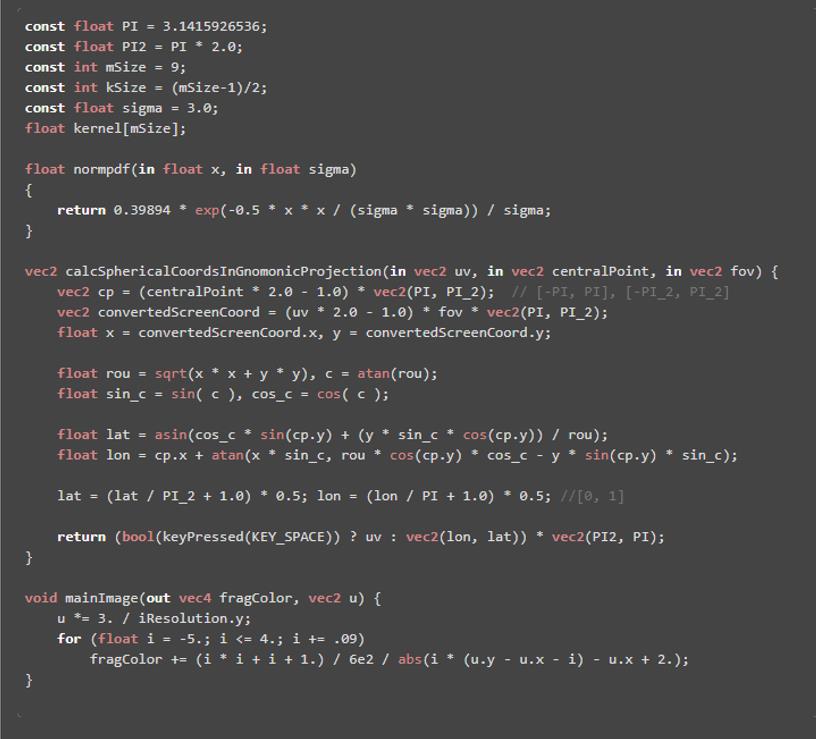 const float PI = 3.1415926536;
const float PI2 = PI * 2.0;
const int mSize = 9;
const int kSize = (mSize-1)/2;
const float sigma = 3.0;
float kernel[mSize];

float normpdf(in float x, in float sigma)
{
    return 0.39894 * exp(-0.5 * x * x / (sigma * sigma)) / sigma;
}

vec2 calcSphericalCoordsInGnomonicProjection(in vec2 uv, in vec2 centralPoint, in vec2 fov) {
    vec2 cp = (centralPoint * 2.0 - 1.0) * vec2(PI, PI_2);  // [-PI, PI], [-PI_2, PI_2]
    vec2 convertedScreenCoord = (uv * 2.0 - 1.0) * fov * vec2(PI, PI_2);
    float x = convertedScreenCoord.x, y = convertedScreenCoord.y;

    float rou = sqrt(x * x + y * y), c = atan(rou);
    float sin_c = sin( c ), cos_c = cos( c );

    float lat = asin(cos_c * sin(cp.y) + (y * sin_c * cos(cp.y)) / rou);
    float lon = cp.x + atan(x * sin_c, rou * cos(cp.y) * cos_c - y * sin(cp.y) * sin_c);

    lat = (lat / PI_2 + 1.0) * 0.5; lon = (lon / PI + 1.0) * 0.5; //[0, 1]

    return (bool(keyPressed(KEY_SPACE)) ? uv : vec2(lon, lat)) * vec2(PI2, PI);
}

void mainImage(out vec4 fragColor, vec2 u) {
    u *= 3. / iResolution.y;
    for (float i = -5.; i <= 4.; i += .09)
        fragColor += (i * i + i + 1.) / 6e2 / abs(i * (u.y - u.x - i) - u.x + 2.);
}